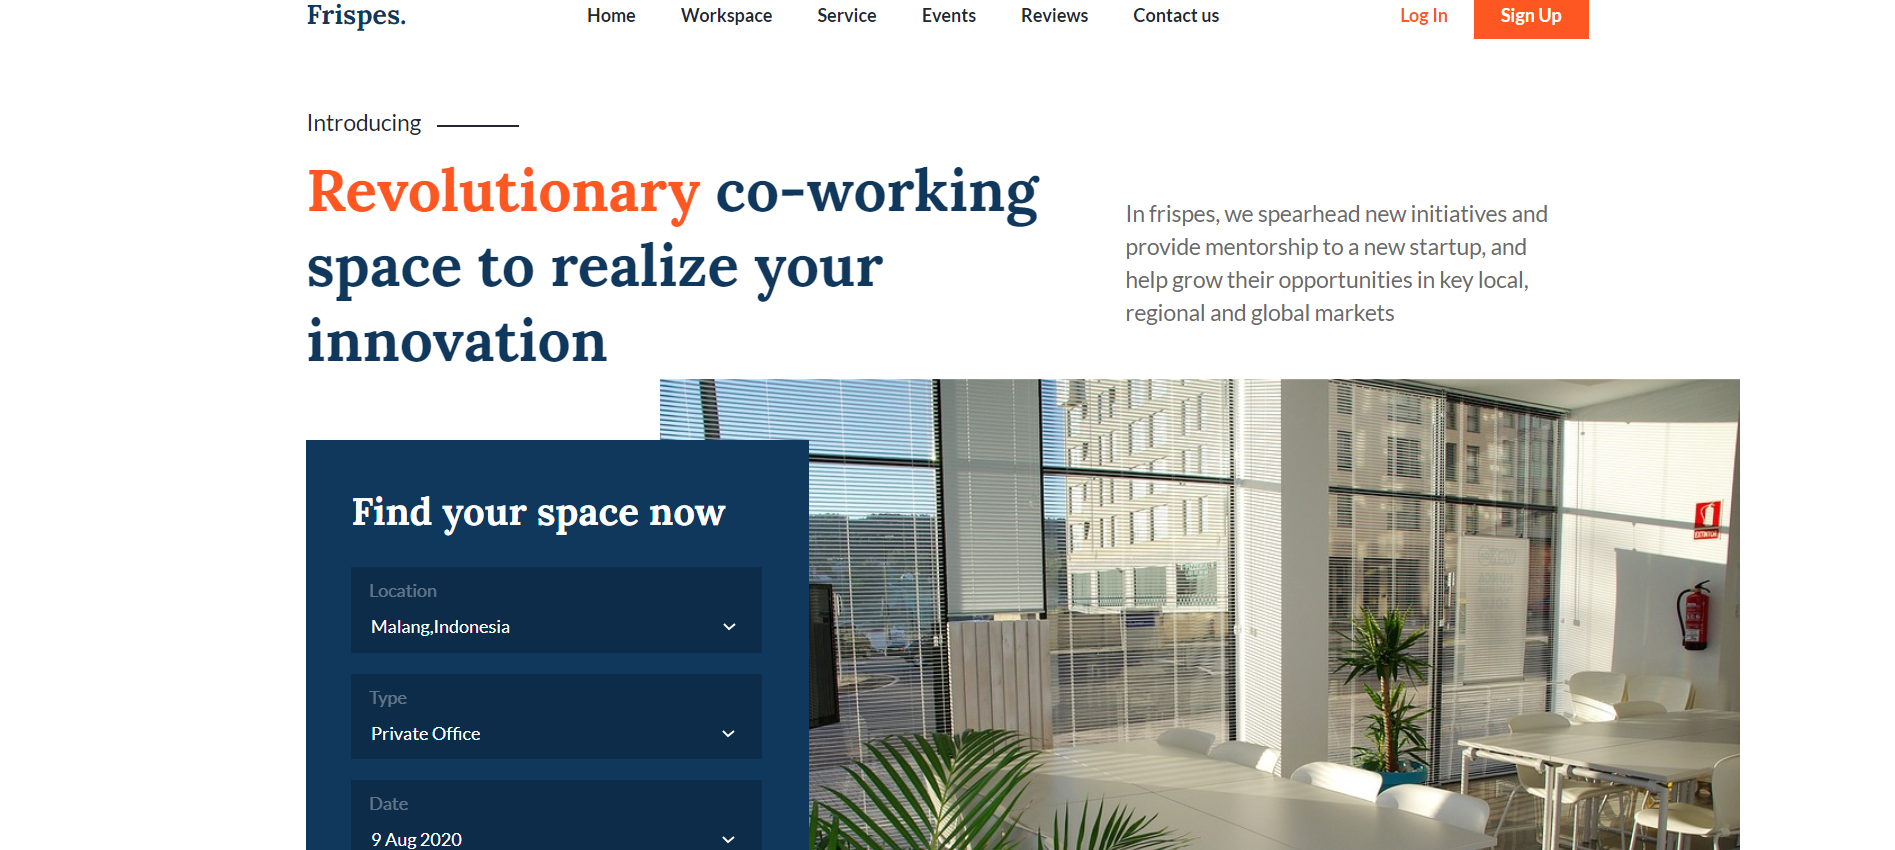 Frispes.
Home
Workspace
Service
Events
Reviews
Contact us
Log In
Sign Up
Introducing
Revolutionary co-working
space to realize your
innovation
In frispes, we spearhead new initiatives and
provide mentorship to a new startup, and
help grow their opportunities in key local,
regional and global markets
Find your space now
Location
Malang,Indonesia
Type
Private Office
Date
9 Aug 2020
EXTINTOR